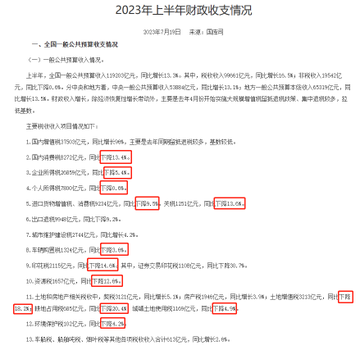 2023年上半年财政收支情况
2023年7月19日 来源：国库司
一、全国一般公共预算收支情况
（一）一般公共预算收入情况。
上半年，全国一般公共预算收入119203亿元，同比增长13.3%。其中，税收收入99661亿元，同比增长16.5%；非税收入19542亿
元，同比下降0.6%。分中央和地方看，中央一般公共预算收入53884亿元，同比增长13.1%；地方一般公共预算本级收入65319亿元，同
比增长13.5%。财政收入增长，除经济恢复性增长带动外，主要是去年4月份开始实施大规模增值税留抵退税政策、集中退税较多，拉
低基数。
主要税收收入项目情况如下：
1.国内增值税37503亿元，同比增长96%，主要是去年同期留抵退税较多，基数较低。
2.国内消费税8272亿元，同比下降13.4%。
3.企业所得税26859亿元，同比下降5.4%。
4.个人所得税7800亿元，同比下降0.6%。
5.进口货物增值税、消费税9234亿元，同比下降9.5%。关税1251亿元，同比下降13.6%。
6.出口退税9948亿元，同比下降9.2%。
7.城市维护建设税2744亿元，同比增长4.2%。
8.车辆购置税1324亿元，同比下降3.6%。
9.印花税2115亿元，同比下降14.6%。其中，证券交易印花税1108亿元，同比下降30.7%。
10.资源税1657亿元，同比下降12.6%。
11.土地和房地产相关税收中，契税3121亿元，同比增长5.1%；房产税1946亿元，同比增长3.9%；土地增值税3213亿元，同比下降
18.2%；耕地占用税685亿元，同比下降20.4%；城镇土地使用税1169亿元，同比下降4.9%。
12.环境保护税102亿元，同比下降4.2%。
13.车船税、船舶吨税、烟叶税等其他各项税收收入合计613亿元，同比增长2.6%。